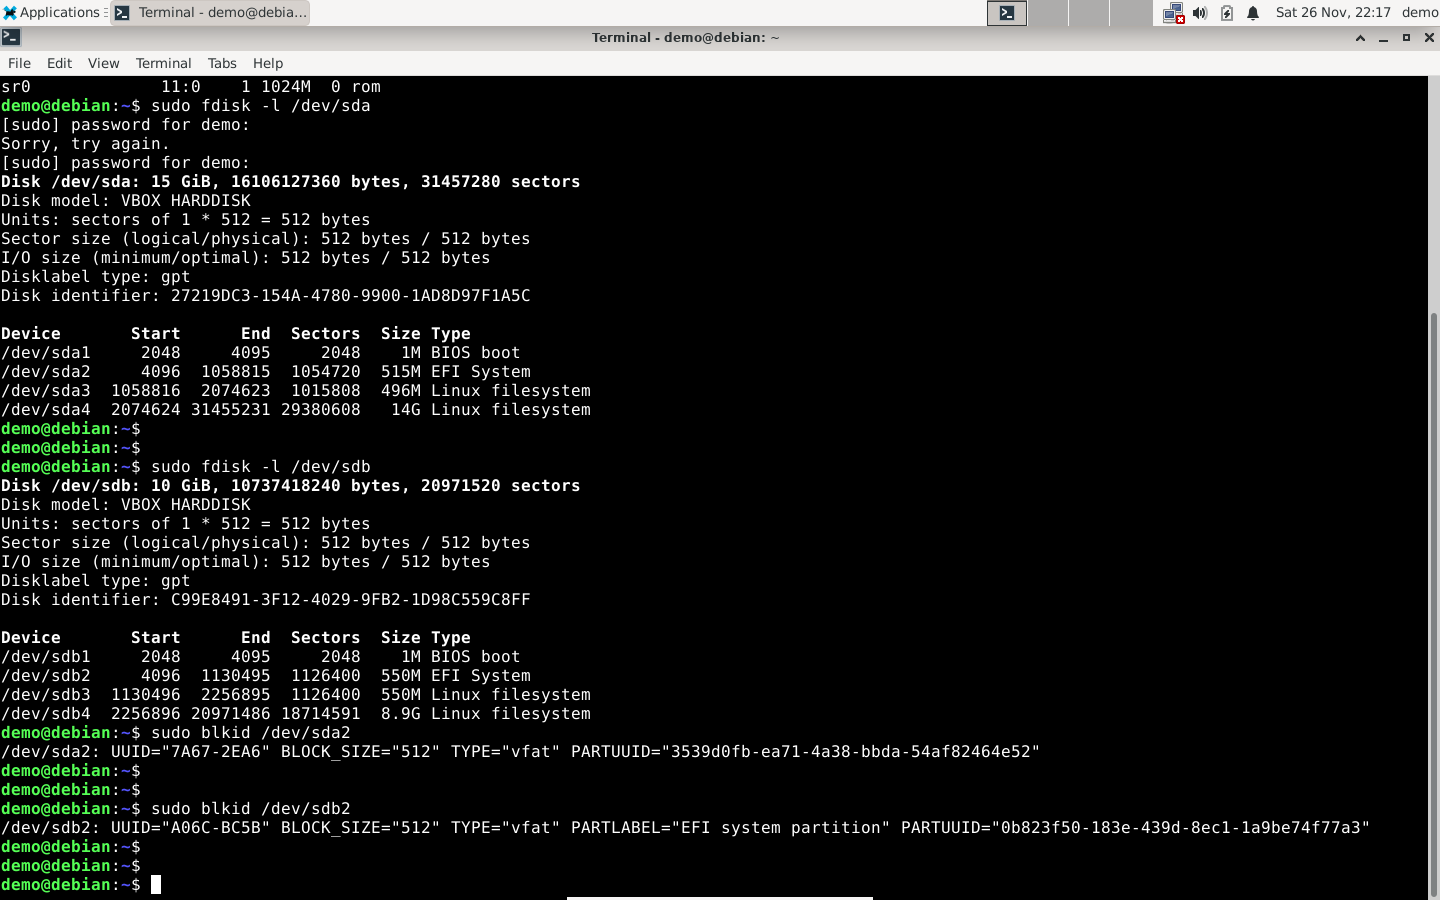 Applications Terminal - demo@debia... Sat 26 Nov, 22:17 demo
Terminal - demo@debian: ~
File Edit View Terminal Tabs Help
sr0             11:0    1 1024M  0 rom
demo@debian:~$ sudo fdisk -l /dev/sda
[sudo] password for demo:
Sorry, try again.
[sudo] password for demo:
Disk /dev/sda: 15 GiB, 16106127360 bytes, 31457280 sectors
Disk model: VBOX HARDDISK
Units: sectors of 1 * 512 = 512 bytes
Sector size (logical/physical): 512 bytes / 512 bytes
I/O size (minimum/optimal): 512 bytes / 512 bytes
Disklabel type: gpt
Disk identifier: 27219DC3-154A-4780-9900-1AD8D97F1A5C
Device       Start      End  Sectors  Size Type
/dev/sda1     2048     4095     2048    1M BIOS boot
/dev/sda2     4096  1058815  1054720  515M EFI System
/dev/sda3  1058816  2074623  1015808  496M Linux filesystem
/dev/sda4  2074624 31455231 29380608   14G Linux filesystem
demo@debian:~$
demo@debian:~$
demo@debian:~$ sudo fdisk -l /dev/sdb
Disk /dev/sdb: 10 GiB, 10737418240 bytes, 20971520 sectors
Disk model: VBOX HARDDISK
Units: sectors of 1 * 512 = 512 bytes
Sector size (logical/physical): 512 bytes / 512 bytes
I/O size (minimum/optimal): 512 bytes / 512 bytes
Disklabel type: gpt
Disk identifier: C99E8491-3F12-4029-9FB2-1D98C559C8FF
Device       Start      End  Sectors  Size Type
/dev/sdb1     2048     4095     2048    1M BIOS boot
/dev/sdb2     4096  1130495  1126400  550M EFI System
/dev/sdb3  1130496  2256895  1126400  550M Linux filesystem
/dev/sdb4  2256896 20971486 18714591  8.9G Linux filesystem
demo@debian:~$ sudo blkid /dev/sda2
/dev/sda2: UUID="7A67-2EA6" BLOCK_SIZE="512" TYPE="vfat" PARTUUID="3539d0fb-ea71-4a38-bbda-54af82464e52"
demo@debian:~$
demo@debian:~$
demo@debian:~$ sudo blkid /dev/sdb2
/dev/sdb2: UUID="A06C-BC5B" BLOCK_SIZE="512" TYPE="vfat" PARTLABEL="EFI system partition" PARTUUID="0b823f50-183e-439d-8ec1-1a9be74f77a3"
demo@debian:~$
demo@debian:~$
demo@debian:~$